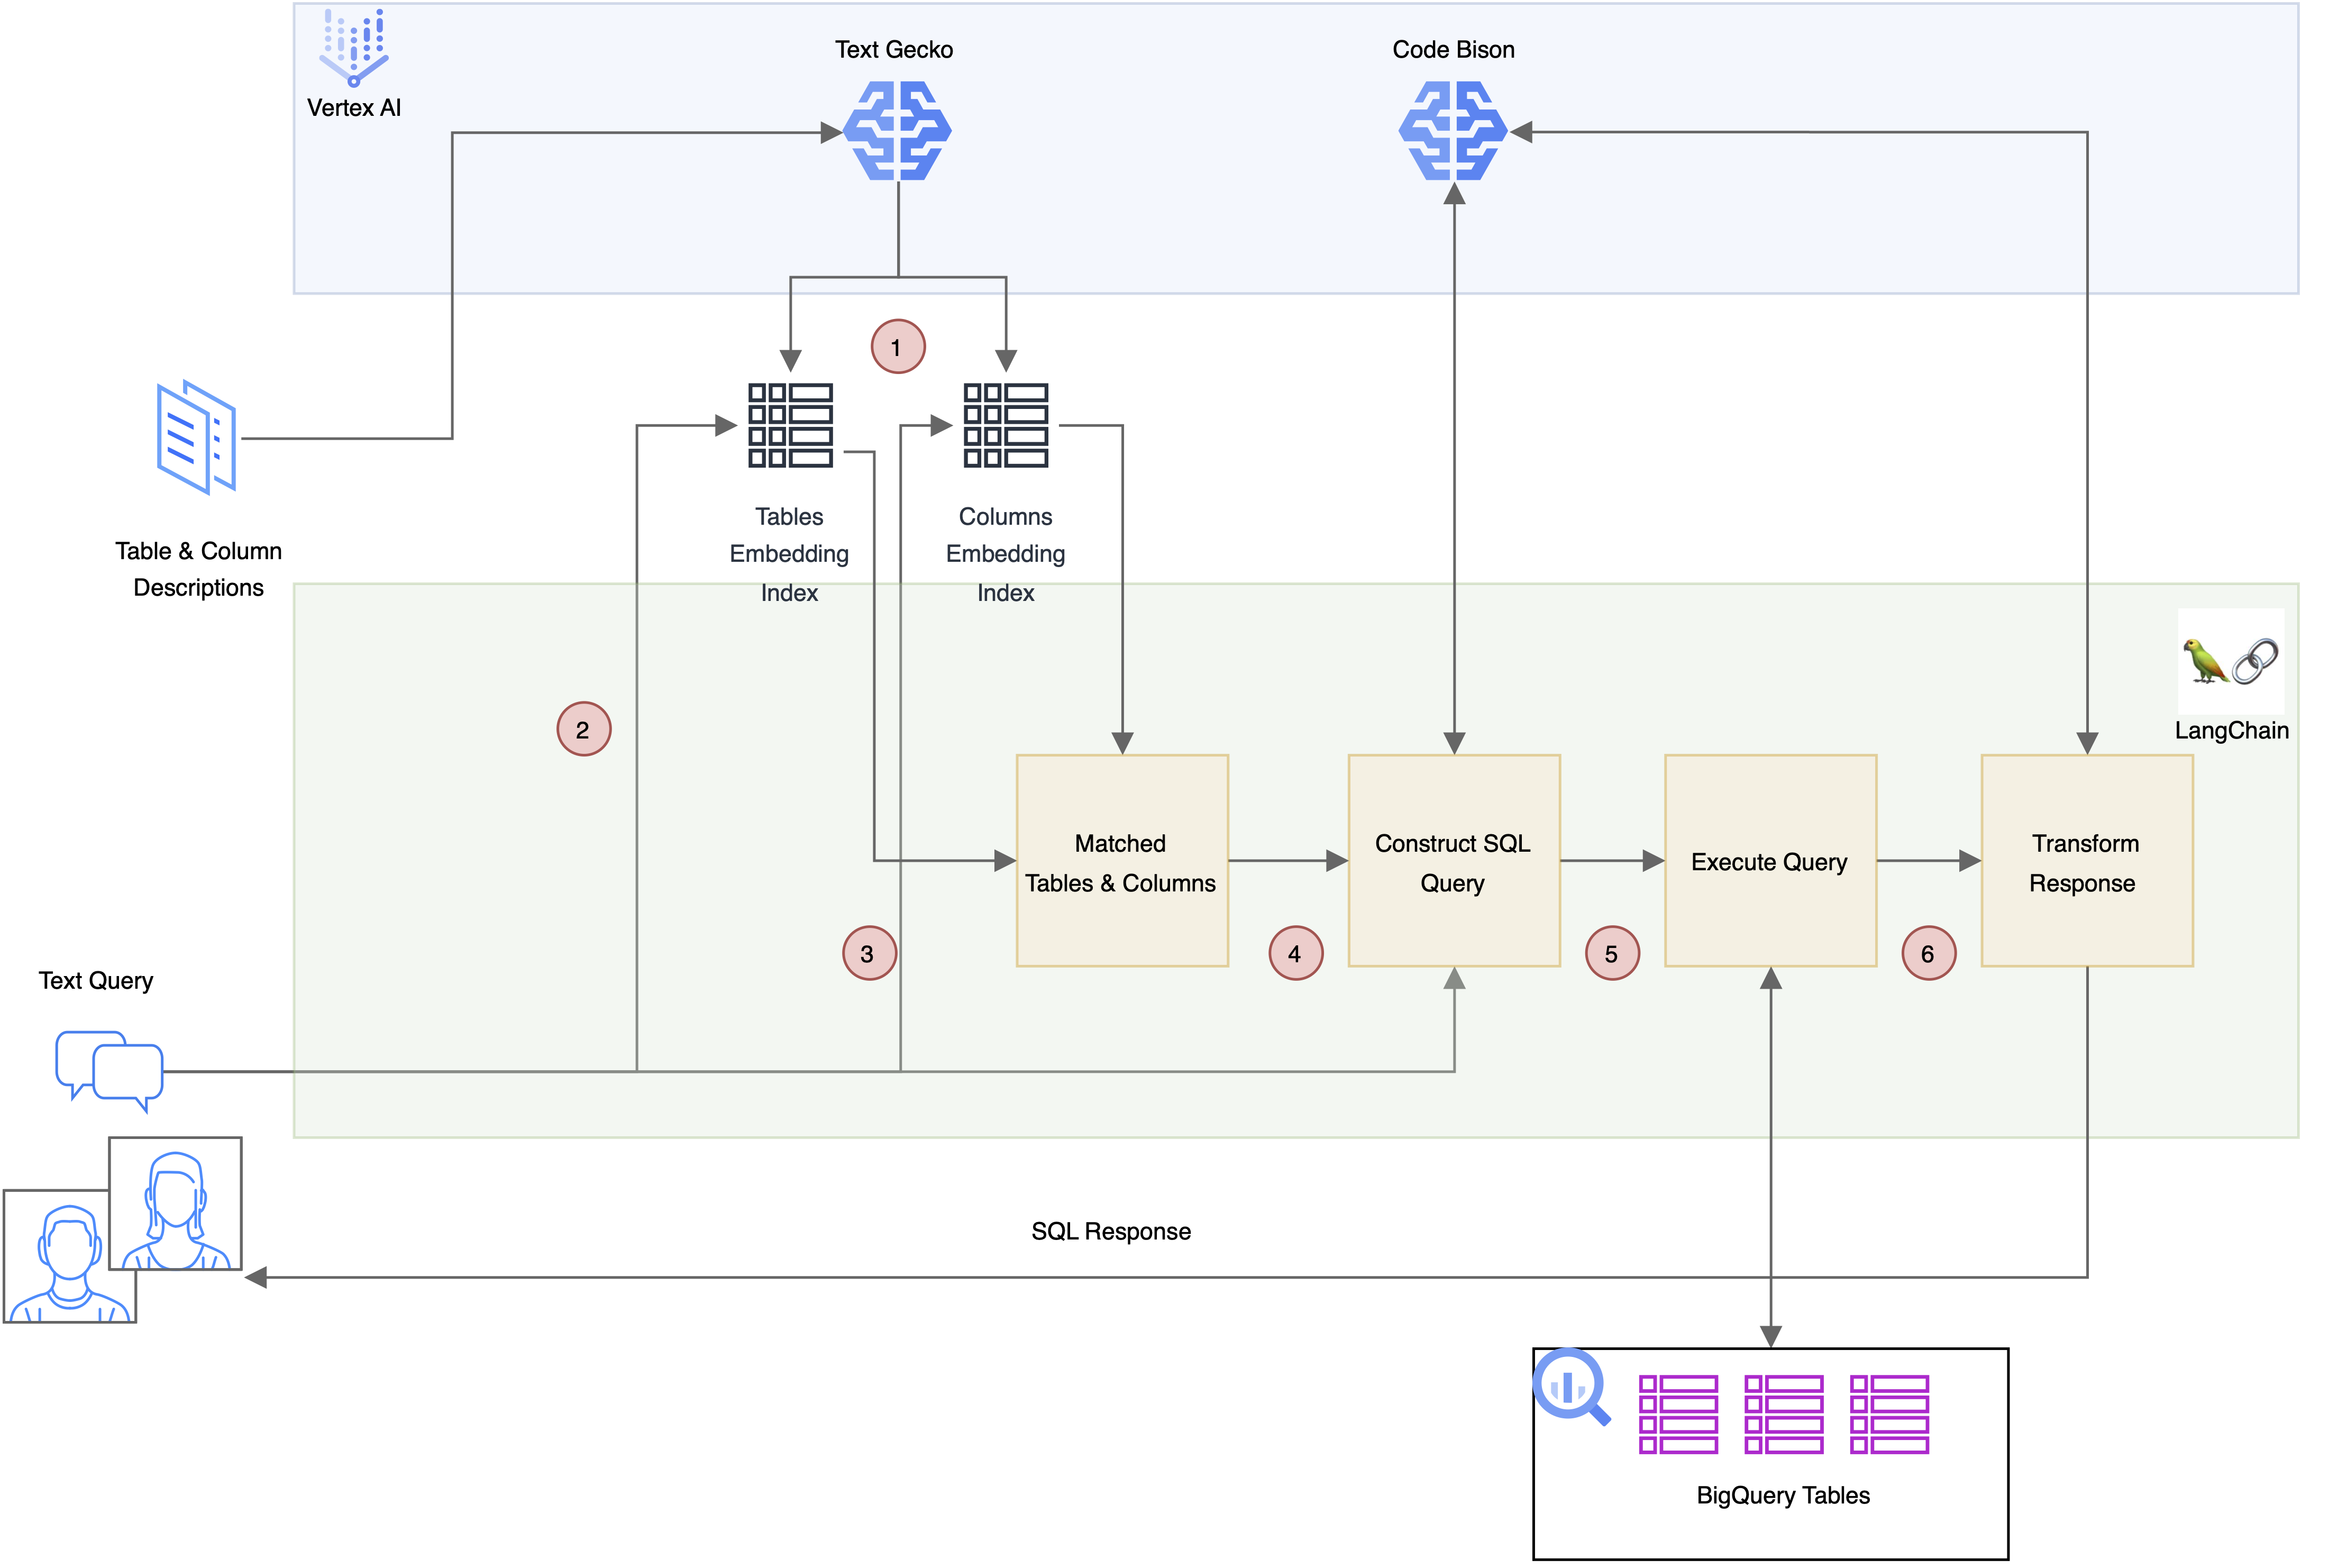 Vertex AI
Text Gecko
Code Bison
1
Table & Column
Descriptions
Tables
Embedding
Index
Columns
Embedding
Index
LangChain
2
Matched
Tables & Columns
Construct SQL
Query
Execute Query
Transform
Response
3
4
5
6
Text Query
SQL Response
BigQuery Tables